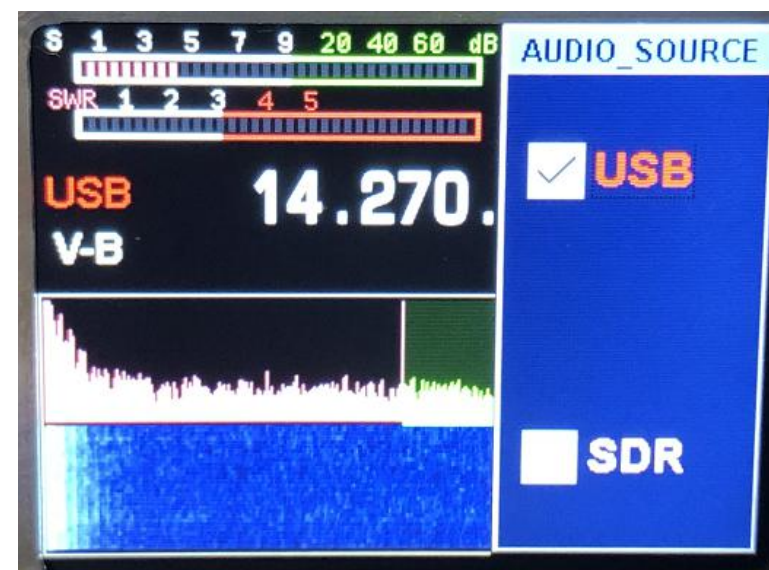 S 1 3 5 7 9 20 40 60 dB
SWR 1 2 3 4 5
USB 14.270.
V-B
AUDIO_SOURCE
USB
SDR